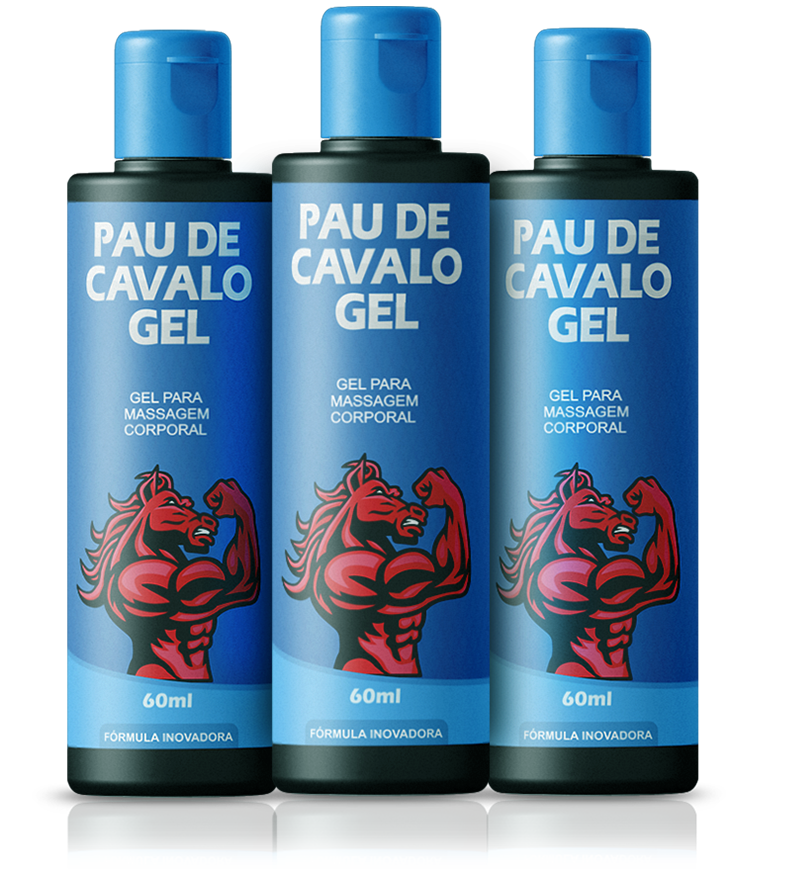 PAU DE
CAVALO
GEL
GEL PARA
MASSAGEM
CORPORAL
60ml
FÓRMULA INOVADORA
PAU DE
CAVALO
GEL
GEL PARA
MASSAGEM
CORPORAL
60ml
FÓRMULA INOVADORA
PAU DE
CAVALO
GEL
GEL PARA
MASSAGEM
CORPORAL
60ml
FÓRMULA INOVADORA